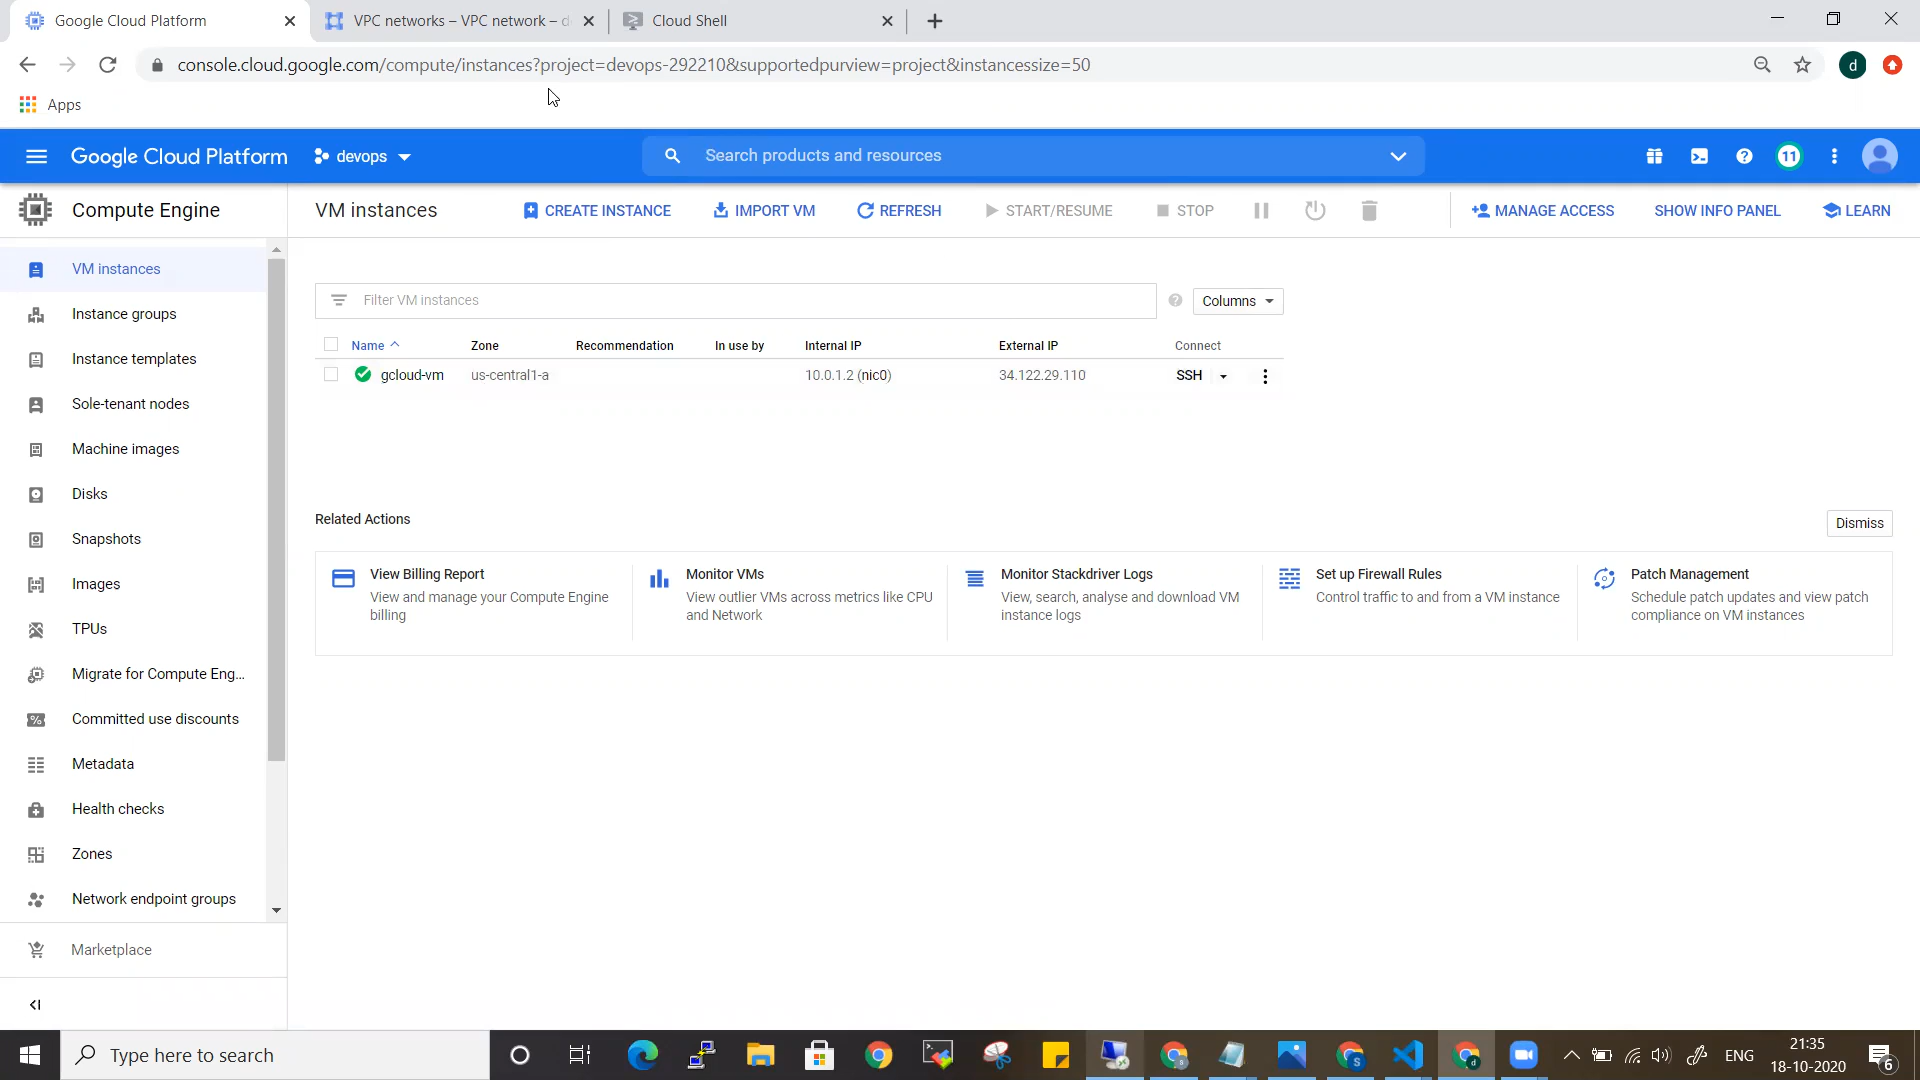 Google Cloud Platform
VPC networks – VPC network – d
Cloud Shell
console.cloud.google.com/compute/instances?project=devops-292210&supportedpurview=project&instancessize=50
d
Apps
Google Cloud Platform
devops
Search products and resources
11
Compute Engine
VM instances
CREATE INSTANCE
IMPORT VM
REFRESH
START/RESUME
STOP
MANAGE ACCESS
SHOW INFO PANEL
LEARN
VM instances
Instance groups
Instance templates
Sole-tenant nodes
Machine images
Disks
Snapshots
Images
TPUs
Migrate for Compute Eng...
Committed use discounts
Metadata
Health checks
Zones
Network endpoint groups
Marketplace
Filter VM instances
Columns
Name Zone Recommendation In use by Internal IP External IP Connect
gcloud-vm us-central1-a 10.0.1.2 (nic0) 34.122.29.110 SSH
Related Actions
Dismiss
View Billing Report
View and manage your Compute Engine
billing
Monitor VMs
View outlier VMs across metrics like CPU
and Network
Monitor Stackdriver Logs
View, search, analyse and download VM
instance logs
Set up Firewall Rules
Control traffic to and from a VM instance
Patch Management
Schedule patch updates and view patch
compliance on VM instances
Type here to search
ENG
21:35
18-10-2020
6